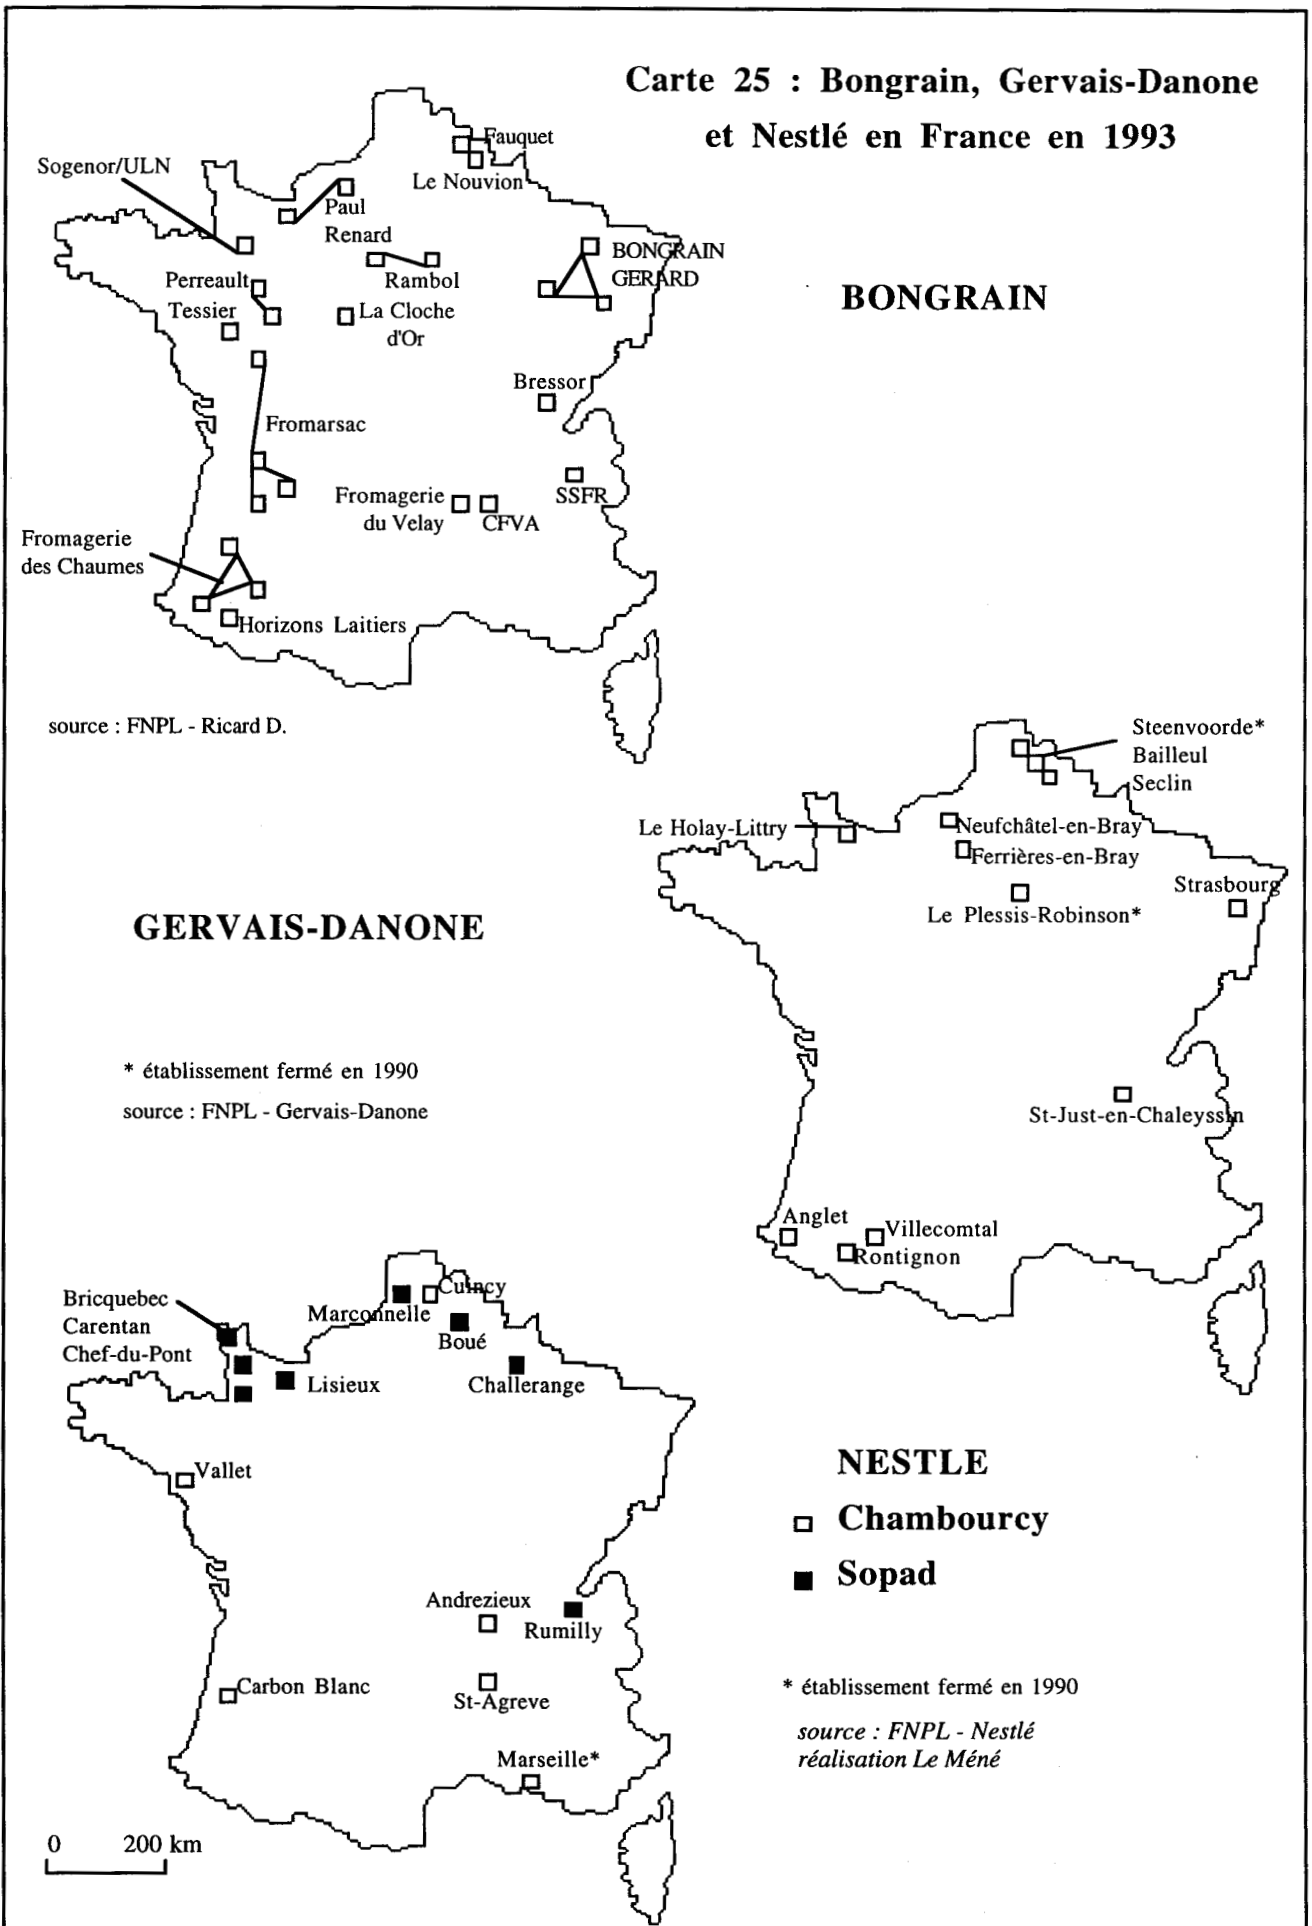 Carte 25 : Bongrain, Gervais-Danone
et Nestlé en France en 1993
Fauquet
Sogenor/ULN
Le Nouvion
Paul
Renard
BONGRAIN
GERARD
Perreault
Rambol
BONGRAIN
Tessier
La Cloche
d'Or
Bressor
Fromarsac
Fromagerie
du Velay
CFVA
SSFR
Fromagerie
des Chaumes
Horizons Laitiers
source : FNPL - Ricard D.
Steenvoorde*
Bailleul
Seclin
Le Holay-Littry
Neufchâtel-en-Bray
Ferrières-en-Bray
Strasbourg
Le Plessis-Robinson*
GERVAIS-DANONE
* établissement fermé en 1990
source : FNPL - Gervais-Danone
St-Just-en-Chaleyssin
Anglet
Villecomtal
Rontignon
Cuincy
Bricquebec
Carentan
Chef-du-Pont
Marconnelle
Boué
Lisieux
Challerange
Vallet
NESTLE
Chambourcy
Sopad
Andrezieux
Rumilly
Carbon Blanc
St-Agreve
Marseille*
* établissement fermé en 1990
source : FNPL - Nestlé
réalisation Le Méné
0 200 km